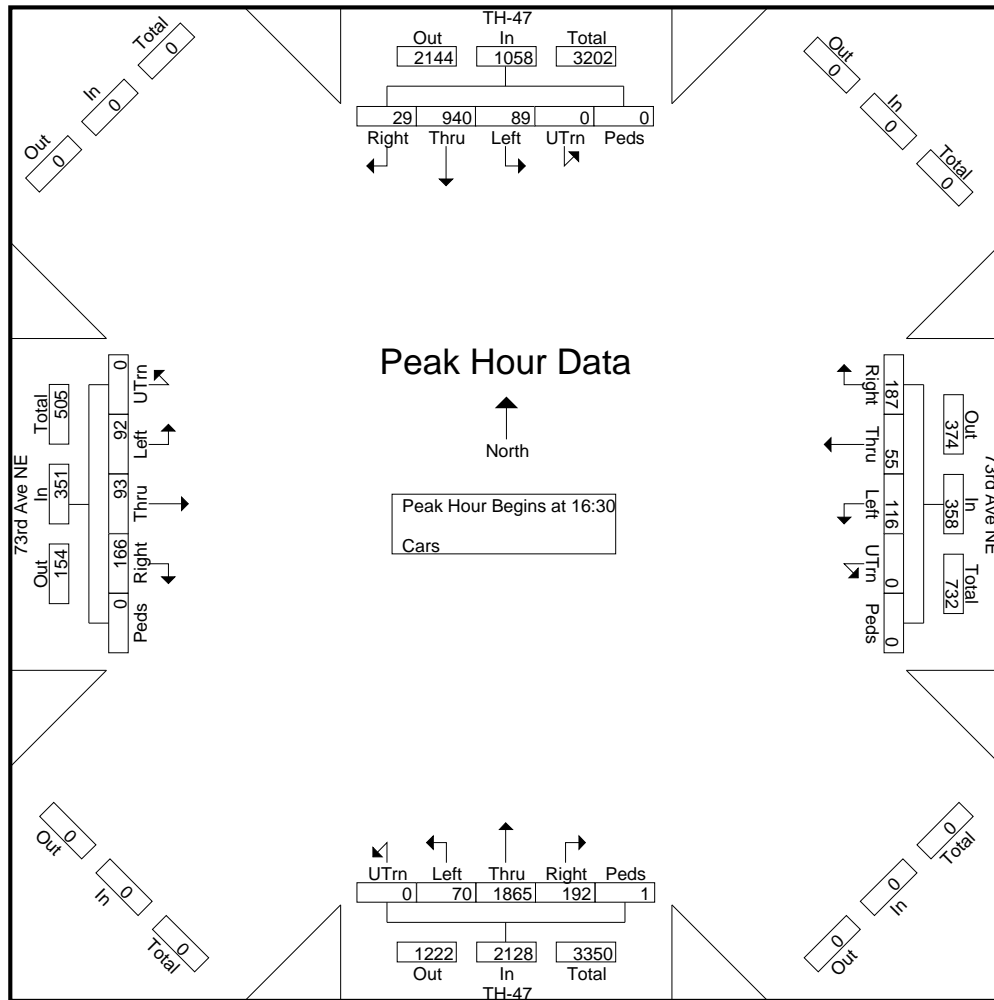 TH-47
Out In Total
2144 1058 3202
29 940 89 0 0
Right Thru Left UTrn Peds
Out 0
In 0
Total 0
Out 0
In 0
Total 0
73rd Ave NE
Total In Out
505 351 154
0 92 93 166 0
UTrn Left Thru Right Peds
Peak Hour Data
North
Peak Hour Begins at 16:30
Cars
Right Thru Left UTrn Peds
187 55 116 0 0
Out In Total
374 358 732
73rd Ave NE
Out 0
In 0
Total 0
Out 0
In 0
Total 0
UTrn Left Thru Right Peds
0 70 1865 192 1
1222 2128 3350
Out In Total
TH-47